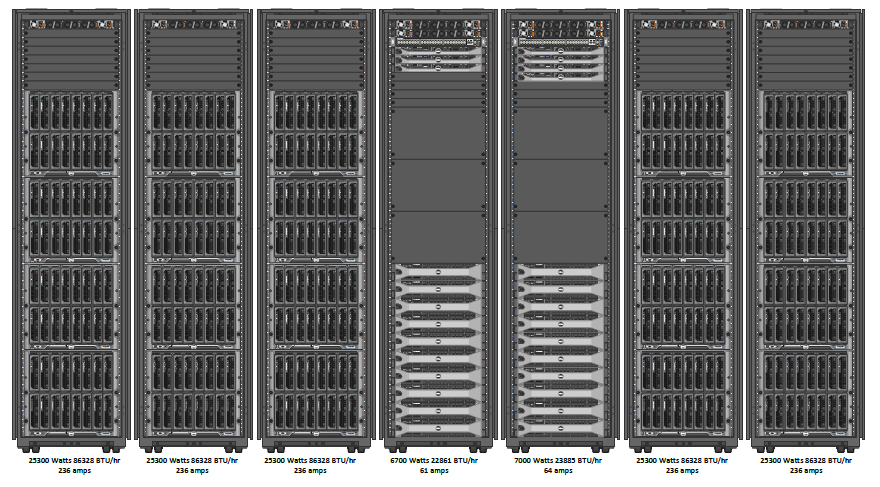 25300 Watts 86328 BTU/hr
236 amps
25300 Watts 86328 BTU/hr
236 amps
25300 Watts 86328 BTU/hr
236 amps
6700 Watts 22861 BTU/hr
61 amps
7000 Watts 23885 BTU/hr
64 amps
25300 Watts 86328 BTU/hr
236 amps
25300 Watts 86328 BTU/hr
236 amps